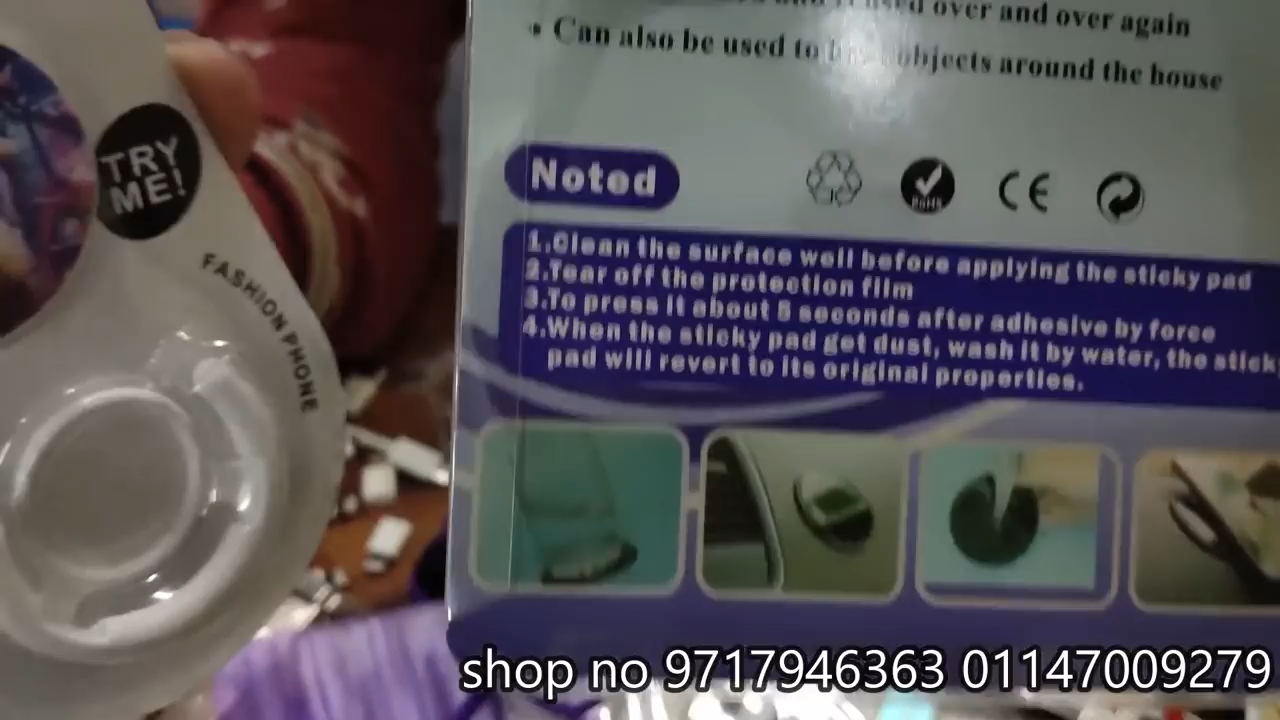 used over and over again
• Can also be used to objects around the house
TRY
ME!
FASHION PHONE
Noted
RoHS
CE
1.Clean the surface well before applying the sticky pad
2.Tear off the protection film
3.To press it about 5 seconds after adhesive by force
4.When the sticky pad get dust, wash it by water, the stick
pad will revert to its original properties.
shop no 9717946363 01147009279